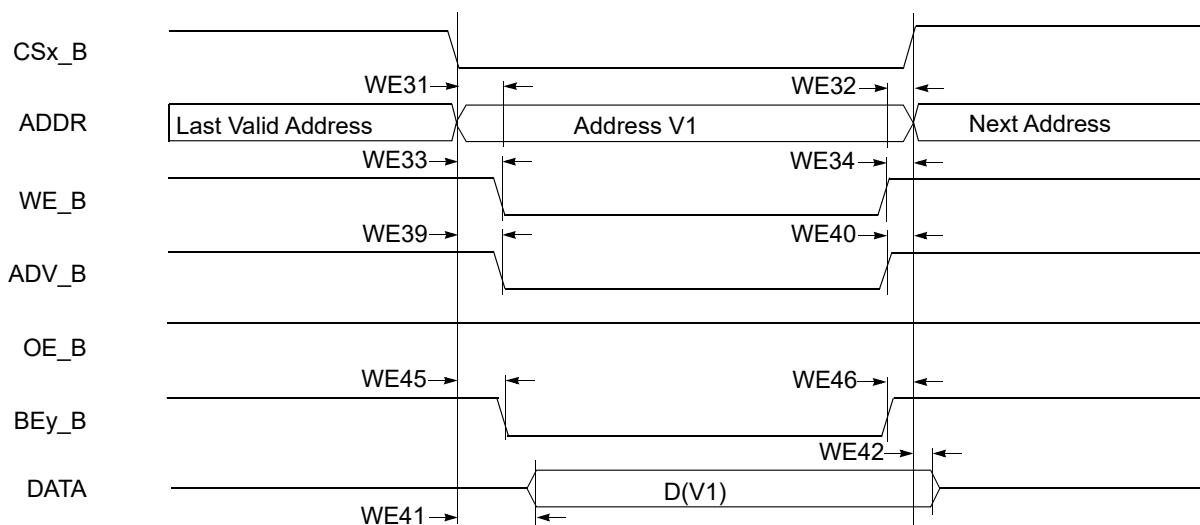 CSx_B
WE31
WE32
ADDR
Last Valid Address
Address V1
Next Address
WE33
WE34
WE_B
WE39
WE40
ADV_B
OE_B
WE45
WE46
BEy_B
WE42
DATA
D(V1)
WE41